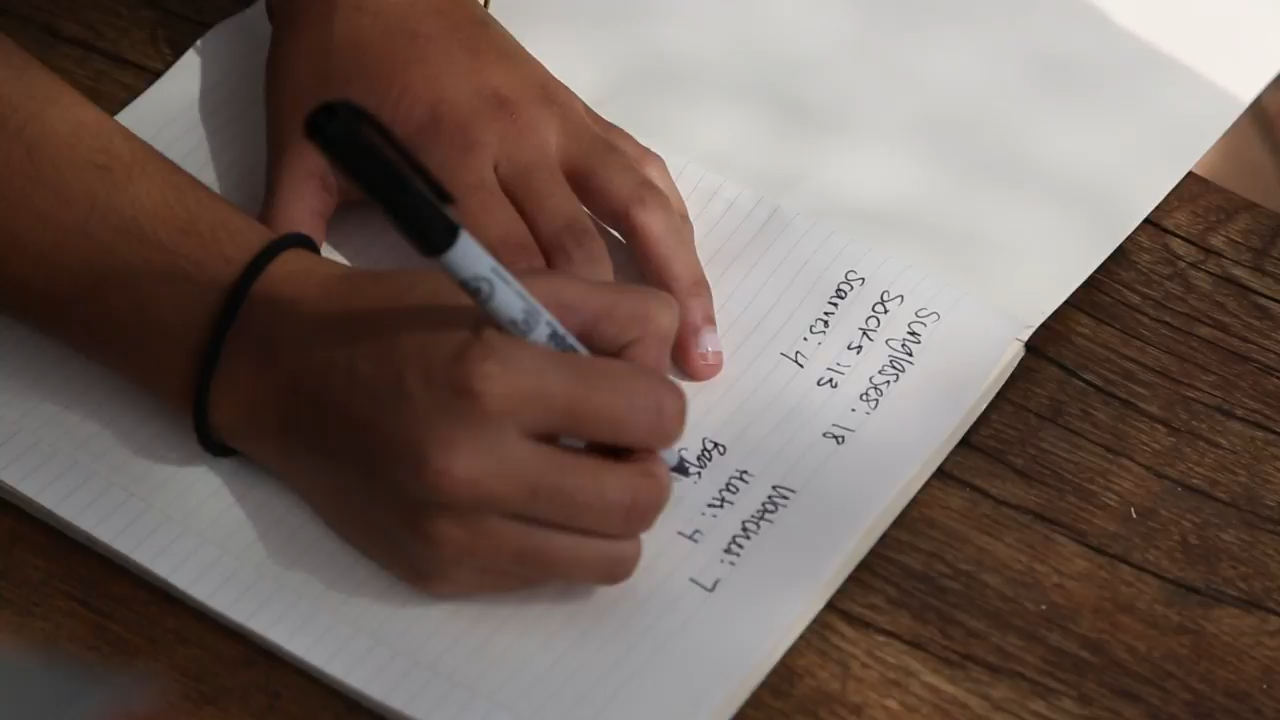 Sunglasses: 18
Socks: 13
Scarves: 4
Watches: 7
Hats: 4
Bags: